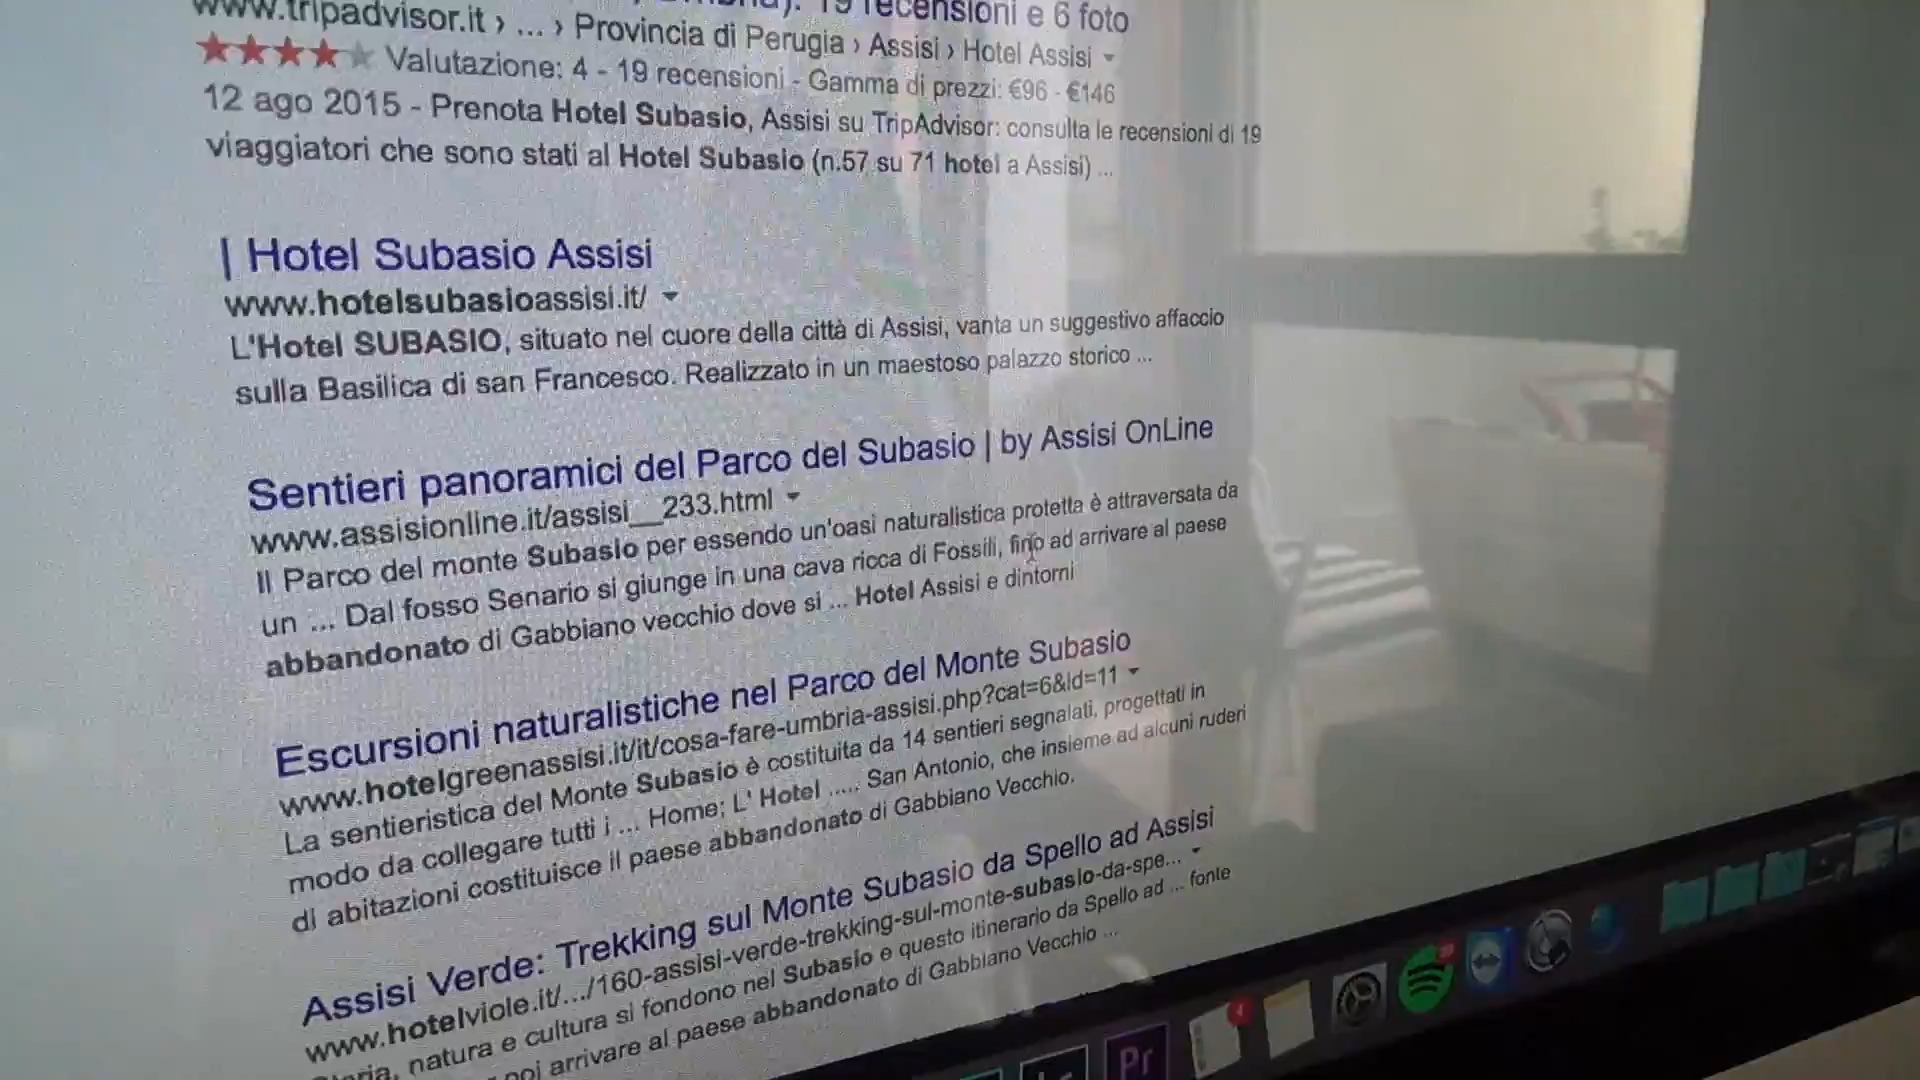 recensioni e 6 foto
www.tripadvisor.it › ... › Provincia di Perugia › Assisi › Hotel Assisi
Valutazione: 4 - 19 recensioni - Gamma di prezzi: €96 - €146
12 ago 2015 - Prenota Hotel Subasio, Assisi su TripAdvisor: consulta le recensioni di 19
viaggiatori che sono stati al Hotel Subasio (n.57 su 71 hotel a Assisi) ...
| Hotel Subasio Assisi
www.hotelsubasioassisi.it/
L'Hotel SUBASIO, situato nel cuore della città di Assisi, vanta un suggestivo affaccio
sulla Basilica di san Francesco. Realizzato in un maestoso palazzo storico ...
Sentieri panoramici del Parco del Subasio | by Assisi OnLine
www.assisionline.it/assisi__233.html
Il Parco del monte Subasio per essendo un'oasi naturalistica protetta è attraversata da
un ... Dal fosso Senario si giunge in una cava ricca di Fossili, fino ad arrivare al paese
abbandonato di Gabbiano vecchio dove si ... Hotel Assisi e dintorni
Escursioni naturalistiche nel Parco del Monte Subasio
www.hotelgreenassisi.it/it/cosa-fare-umbria-assisi.php?cat=6&id=11
La sentieristica del Monte Subasio è costituita da 14 sentieri segnalati, progettati in
modo da collegare tutti i ... Home; L' Hotel ..... San Antonio, che insieme ad alcuni ruderi
di abitazioni costituisce il paese abbandonato di Gabbiano Vecchio.
Assisi Verde: Trekking sul Monte Subasio da Spello ad Assisi
www.hotelviole.it/.../160-assisi-verde-trekking-sul-monte-subasio-da-spe...
natura e cultura si fondono nel Subasio e questo itinerario da Spello ad ... fonte
poi arrivare al paese abbandonato di Gabbiano Vecchio ...
4
Pr